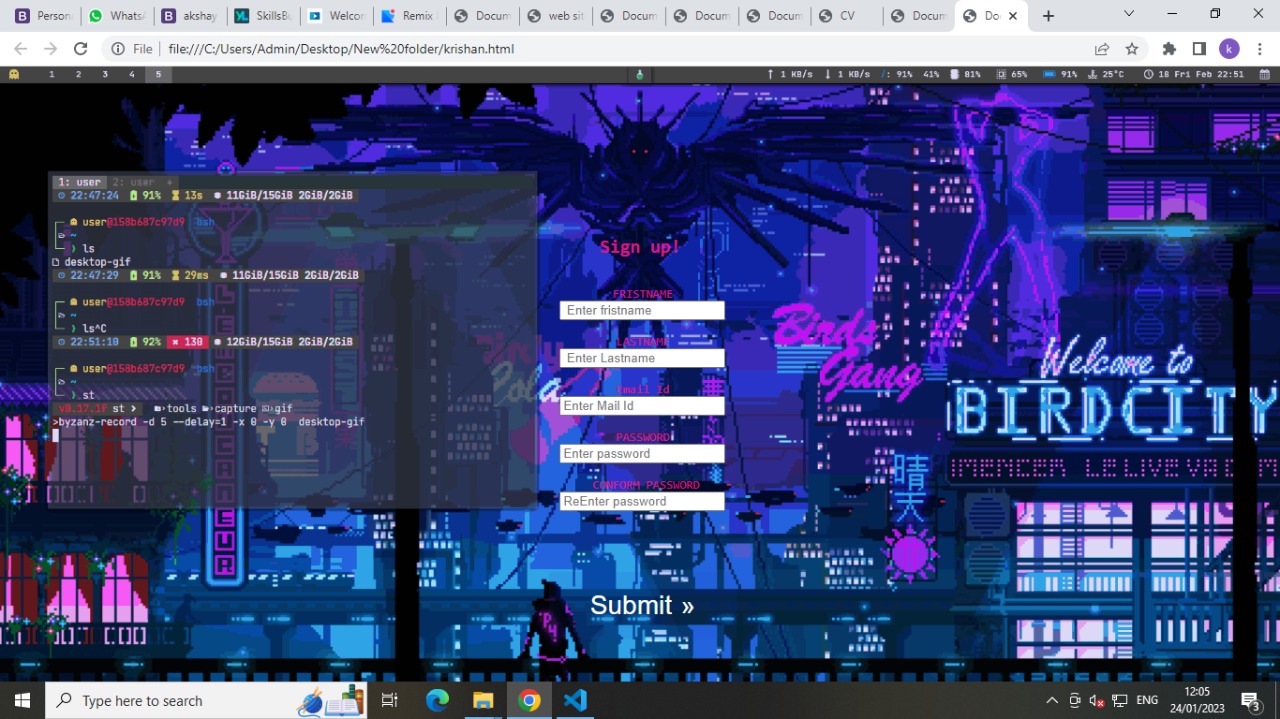 Person
WhatsA
akshay
SkillsBu
Welcom
Remix I
Docum
web sit
Docum
Docum
Docum
CV
Docum
Do
File
file:///C:/Users/Admin/Desktop/New%20folder/krishan.html
k
1 2 3 4 5
1 KB/s 1 KB/s /: 91% 41% 81% 65% 91% 25°C 18 Fri Feb 22:51
1: user 2: user +
22:47:24 91% 13s 11GiB/15GiB 2GiB/2GiB
user@158b687c97d9 bsh
~
❯ ls
desktop-gif
22:47:29 91% 29ms 11GiB/15GiB 2GiB/2GiB
user@158b687c97d9 bsh
~
❯ ls^C
22:51:10 92% ✖ 130 12GiB/15GiB 2GiB/2GiB
user@158b687c97d9 bsh
~
❯ st
v0.17.1F st ❯ tools capture gif
>byzanz-record -d 5 --delay=1 -x 0 -y 0 desktop-gif
Sign up!
FRISTNAME
Enter fristname
LASTNAME
Enter Lastname
Email Id
Enter Mail Id
PASSWORD
Enter password
CONFORM PASSWORD
ReEnter password
Submit »
Birds
Gang
Welcome to
BIRDCITY
晴
天
Type here to search
ENG
12:05
24/01/2023
3